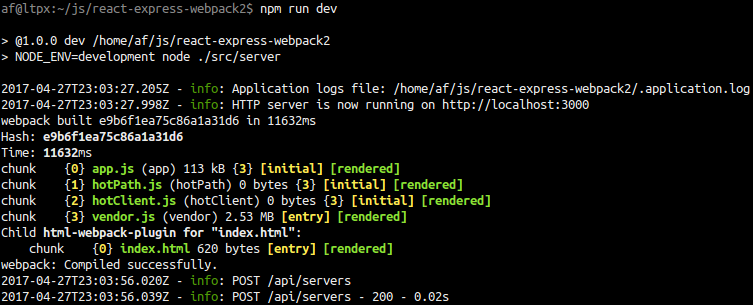 af@ltpx:~/js/react-express-webpack2$ npm run dev
> @1.0.0 dev /home/af/js/react-express-webpack2
> NODE_ENV=development node ./src/server
2017-04-27T23:03:27.205Z - info: Application logs file: /home/af/js/react-express-webpack2/.application.log
2017-04-27T23:03:27.998Z - info: HTTP server is now running on http://localhost:3000
webpack built e9b6f1ea75c86a1a31d6 in 11632ms
Hash: e9b6f1ea75c86a1a31d6
Time: 11632ms
chunk    {0} app.js (app) 113 kB {3} [initial] [rendered]
chunk    {1} hotPath.js (hotPath) 0 bytes {3} [initial] [rendered]
chunk    {2} hotClient.js (hotClient) 0 bytes {3} [initial] [rendered]
chunk    {3} vendor.js (vendor) 2.53 MB [entry] [rendered]
Child html-webpack-plugin for "index.html":
    chunk    {0} index.html 620 bytes [entry] [rendered]
webpack: Compiled successfully.
2017-04-27T23:03:56.020Z - info: POST /api/servers
2017-04-27T23:03:56.039Z - info: POST /api/servers - 200 - 0.02s